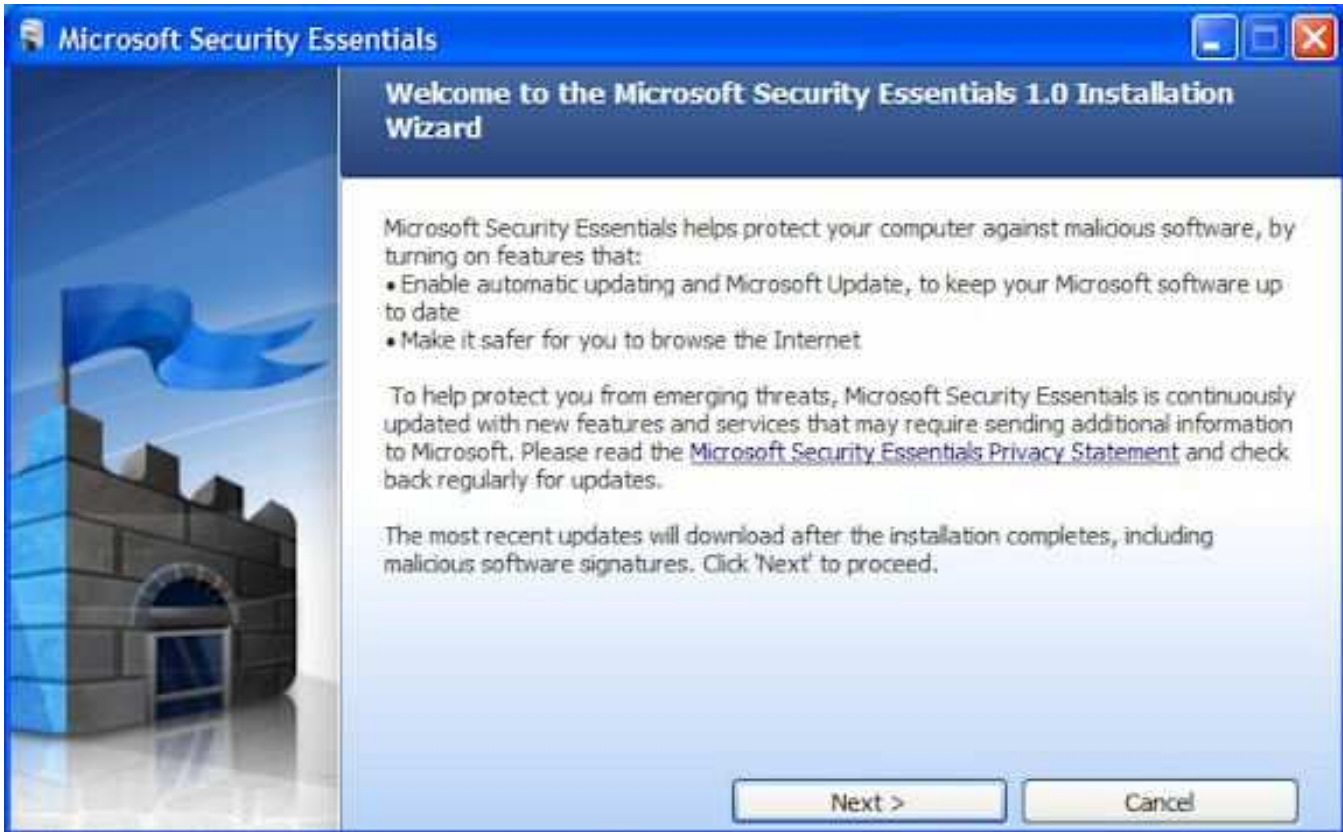 Microsoft Security Essentials
Welcome to the Microsoft Security Essentials 1.0 Installation
Wizard
Microsoft Security Essentials helps protect your computer against malicious software, by
turning on features that:
• Enable automatic updating and Microsoft Update, to keep your Microsoft software up
to date
• Make it safer for you to browse the Internet
To help protect you from emerging threats, Microsoft Security Essentials is continuously
updated with new features and services that may require sending additional information
to Microsoft. Please read the Microsoft Security Essentials Privacy Statement and check
back regularly for updates.
The most recent updates will download after the installation completes, including
malicious software signatures. Click 'Next' to proceed.
Next >
Cancel